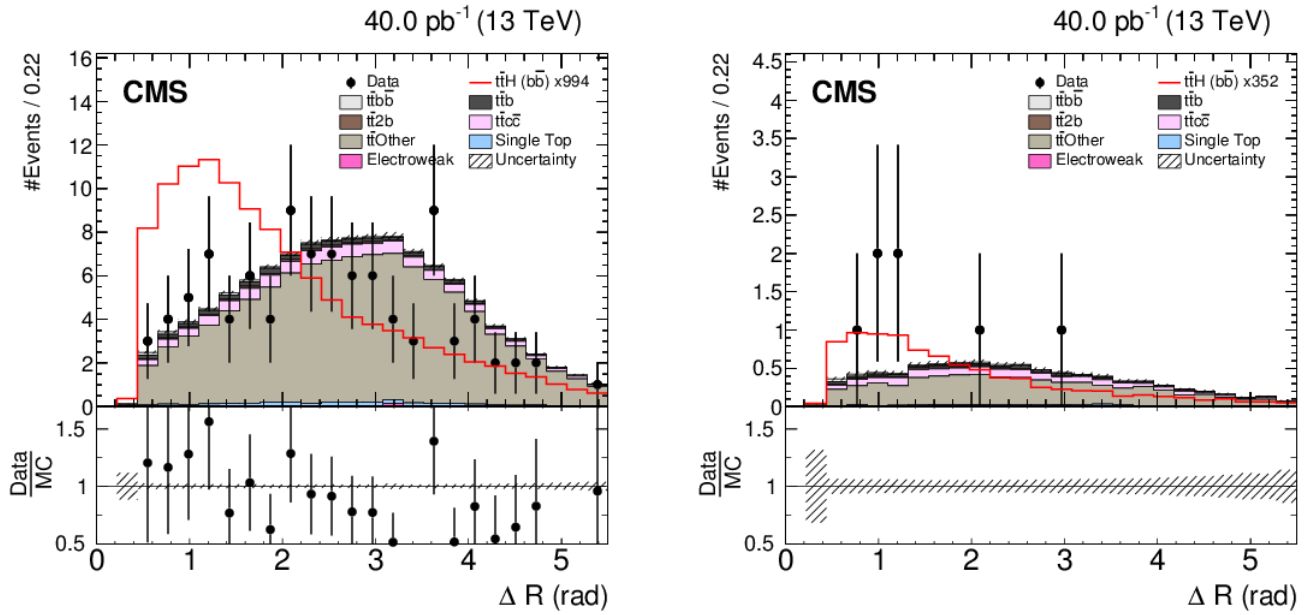 40.0 pb⁻¹ (13 TeV)
CMS
Data
tt̄H (bb̄) x994
tt̄bb̄
tt̄b
tt̄2b
tt̄cc̄
tt̄Other
Single Top
Electroweak
Uncertainty
#Events / 0.22
16
14
12
10
8
6
4
2
0
Data
MC
1.5
1
0.5
0 1 2 3 4 5
Δ R (rad)
40.0 pb⁻¹ (13 TeV)
CMS
Data
tt̄H (bb̄) x352
tt̄bb̄
tt̄b
tt̄2b
tt̄cc̄
tt̄Other
Single Top
Electroweak
Uncertainty
#Events / 0.22
4.5
4
3.5
3
2.5
2
1.5
1
0.5
0
Data
MC
1.5
1
0.5
0 1 2 3 4 5
Δ R (rad)